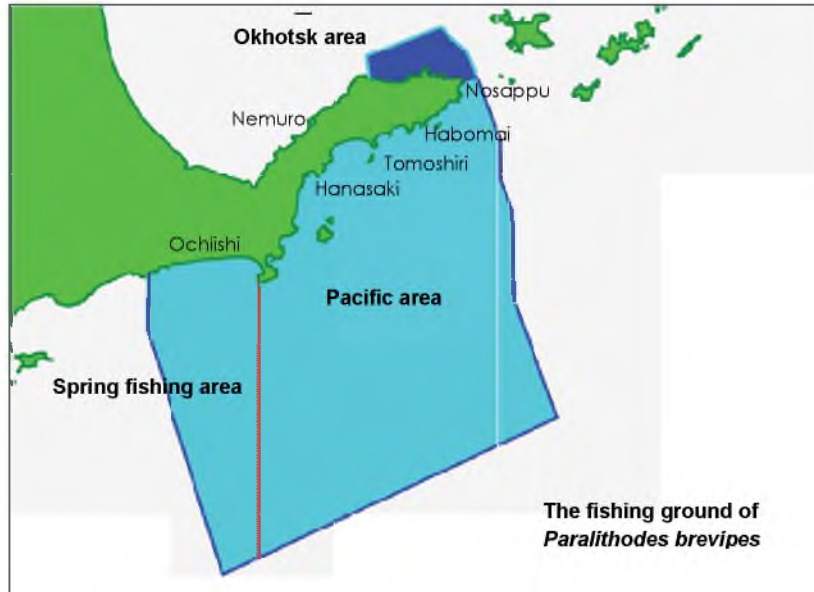 Okhotsk area
Nosappu
Nemuro
Habomai
Tomoshiri
Hanasaki
Ochiishi
Pacific area
Spring fishing area
The fishing ground of
Paralithodes brevipes